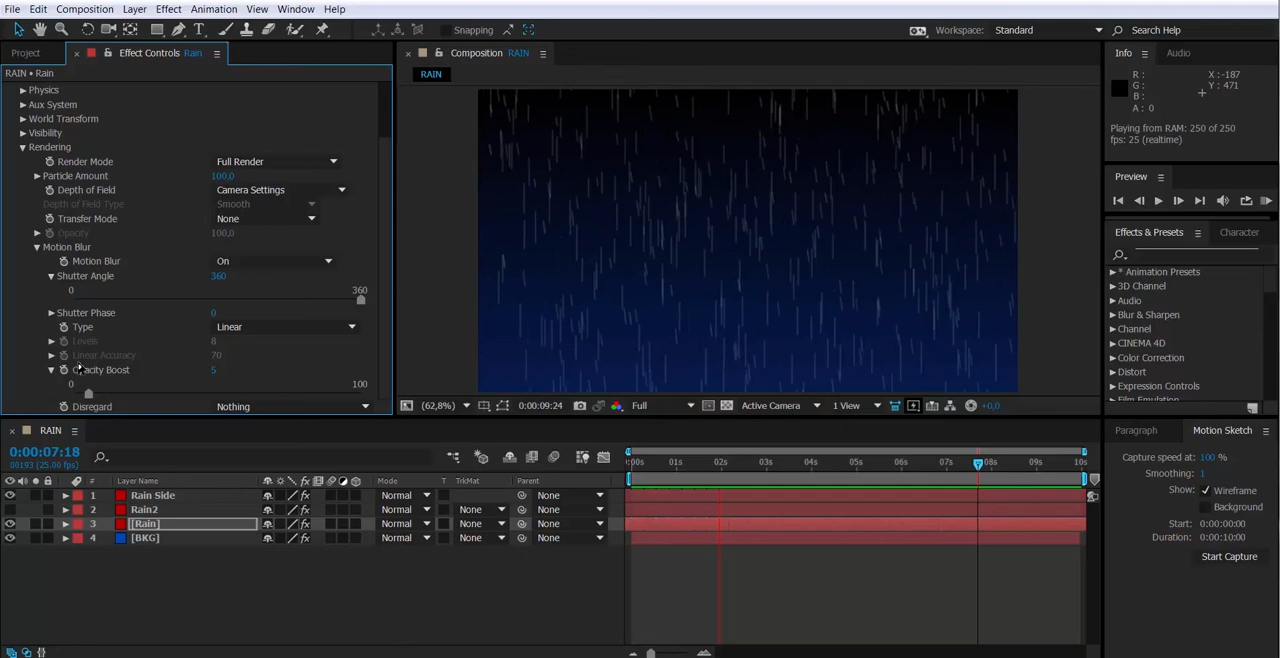 File Edit Composition Layer Effect Animation View Window Help
Snapping Workspace: Standard Search Help
Project Effect Controls Rain Composition RAIN Info Audio
RAIN • Rain
RAIN
Physics
Aux System
World Transform
Visibility
Rendering
Render Mode Full Render
Particle Amount 100,0
Depth of Field Camera Settings
Depth of Field Type Smooth
Transfer Mode None
Opacity 100,0
Motion Blur
Motion Blur On
Shutter Angle 360
0 360
Shutter Phase 0
Type Linear
Levels 8
Linear Accuracy 70
Opacity Boost 5
0 100
Disregard Nothing
(62,8%) 0:00:09:24 Full Active Camera 1 View +0,0
R : X : -187
G : Y : 471
B :
A : 0
Playing from RAM: 250 of 250
fps: 25 (realtime)
Preview
Effects & Presets Character
* Animation Presets
3D Channel
Audio
Blur & Sharpen
Channel
CINEMA 4D
Color Correction
Distort
Expression Controls
Film Emulation
RAIN
0:00:07:18
00193 (25.00 fps)
# Layer Name Mode T TrkMat Parent
:00s 01s 02s 03s 04s 05s 06s 07s 08s 09s 10s
1 Rain Side Normal None
2 Rain2 Normal None None
3 [Rain] Normal None None
4 [BKG] Normal None None
Paragraph Motion Sketch
Capture speed at: 100 %
Smoothing: 1
Show: Wireframe
Background
Start: 0:00:00:00
Duration: 0:00:10:00
Start Capture